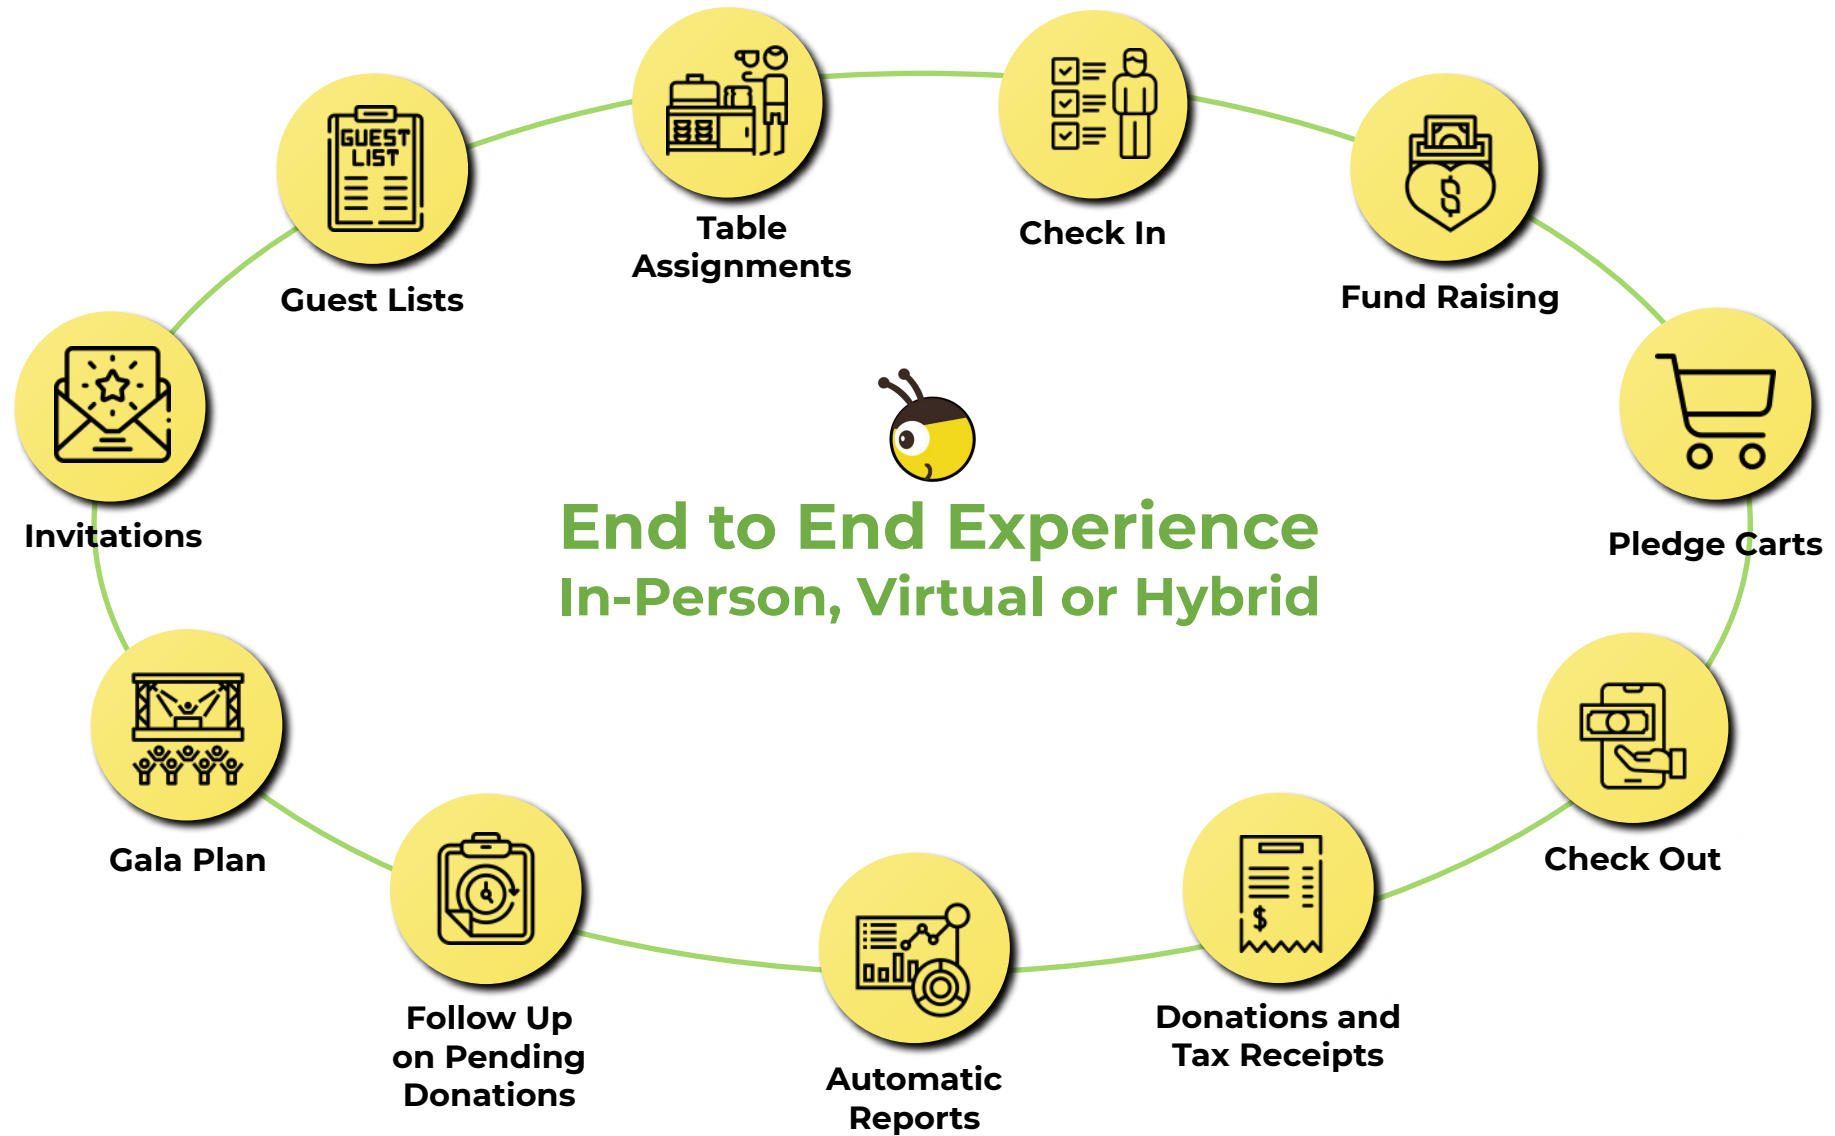 GUEST
LIST
Table
Assignments
Check In
Guest Lists
Fund Raising
$
Invitations
Pledge Carts
End to End Experience
In-Person, Virtual or Hybrid
Gala Plan
Check Out
$
Follow Up
on Pending
Donations
Automatic
Reports
Donations and
Tax Receipts